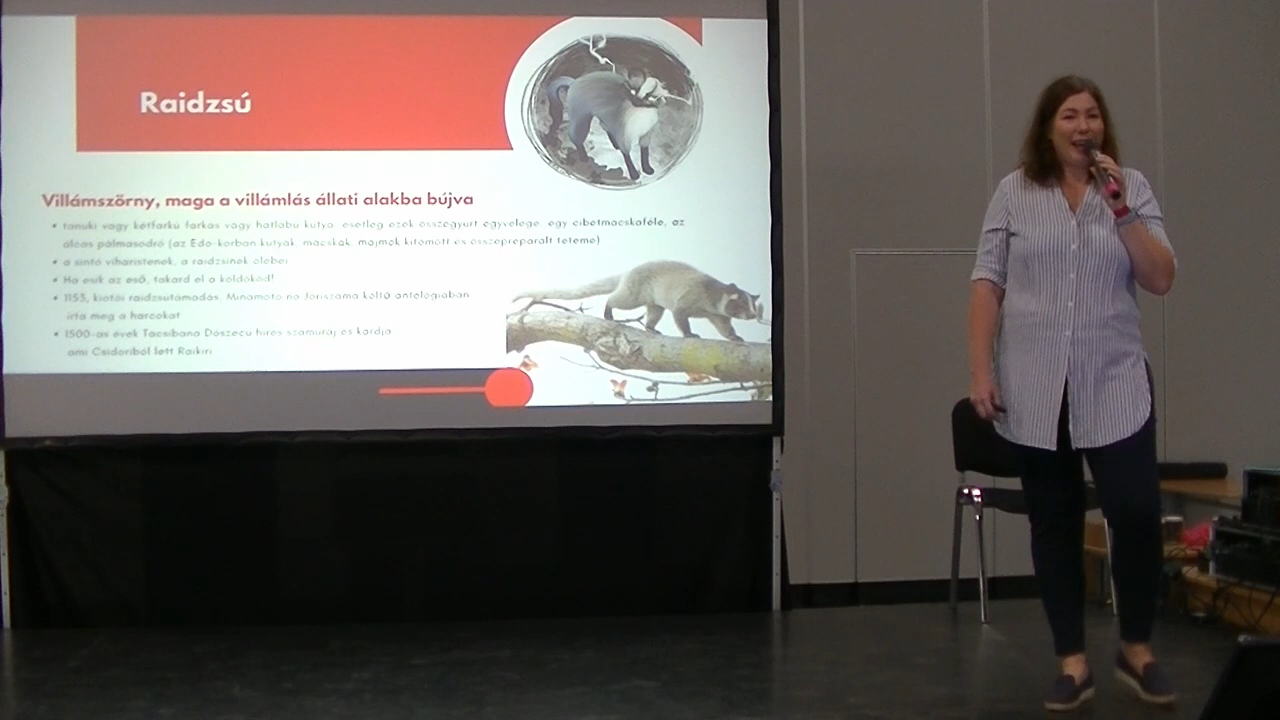 Raidzsú
Villámszőrny, maga a villámlás állati alakba bújva
tanuki vagy kétfarkú farkas vagy hatlábú kutya, esetleg ezek összegyúrt egyvelege, egy cibetmacskaféle, az
álcás pálmasodró (az Edo-korban kutyák, macskák, majmok kitömött és összepreparált teteme)
a sintó viharistenek, a raidzsinek ölebei
Ha esik az eső, takard el a köldököd!
1153, kiotói raidzsútámadás, Minamoto no Joriszama költő antológiában
írta meg a harcokat
1500-as évek Tacsibana Dószecu híres szamuráj és kardja
ami Csidoriból lett Raikiri